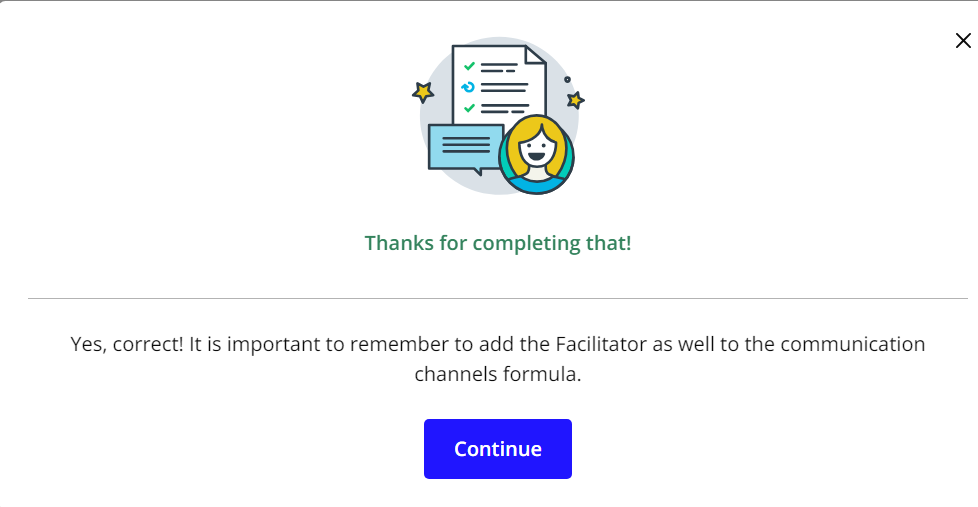 Thanks for completing that!
Yes, correct! It is important to remember to add the Facilitator as well to the communication
channels formula.
Continue